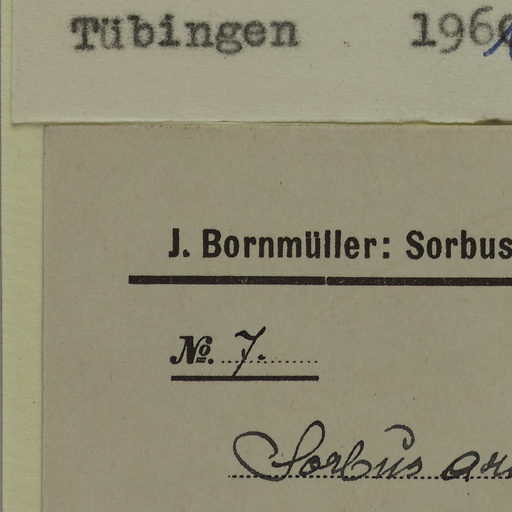 Tübingen 196
J. Bornmüller: Sorbus
No. 7.
Sorbus